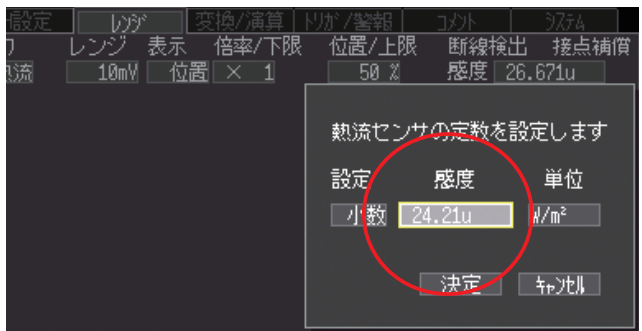 設定 レンジ 変換/演算 トリガ/警報 コメント システム
レンジ 表示 倍率/下限 位置/上限 断線検出 接点補償
熱流 10mV 位置 × 1 50 % 感度 26.671u
熱流センサの定数を設定します
設定 感度 単位
小数 24.21u W/m²
決定 キャンセル